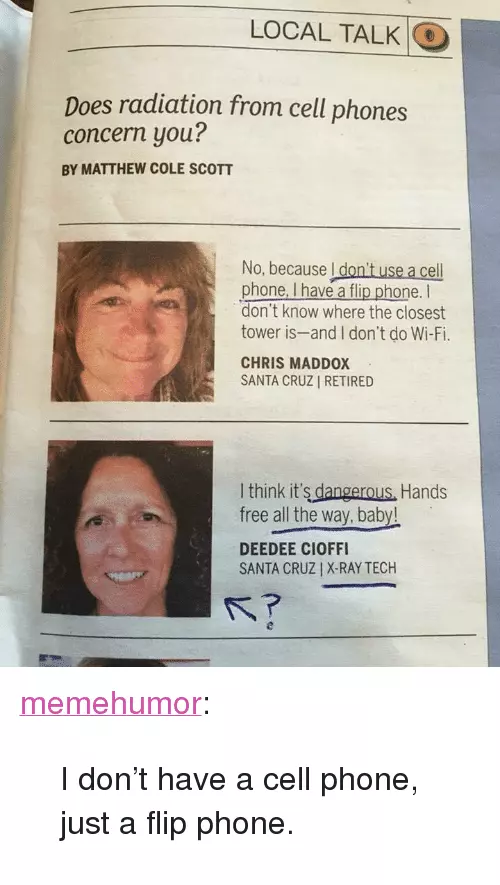 LOCAL TALK
Does radiation from cell phones
concern you?
BY MATTHEW COLE SCOTT
No, because I don't use a cell
phone, I have a flip phone. I
don't know where the closest
tower is—and I don't do Wi-Fi.
CHRIS MADDOX
SANTA CRUZ | RETIRED
I think it's dangerous. Hands
free all the way, baby!
DEEDEE CIOFFI
SANTA CRUZ | X-RAY TECH
?
memehumor:
I don’t have a cell phone,
just a flip phone.